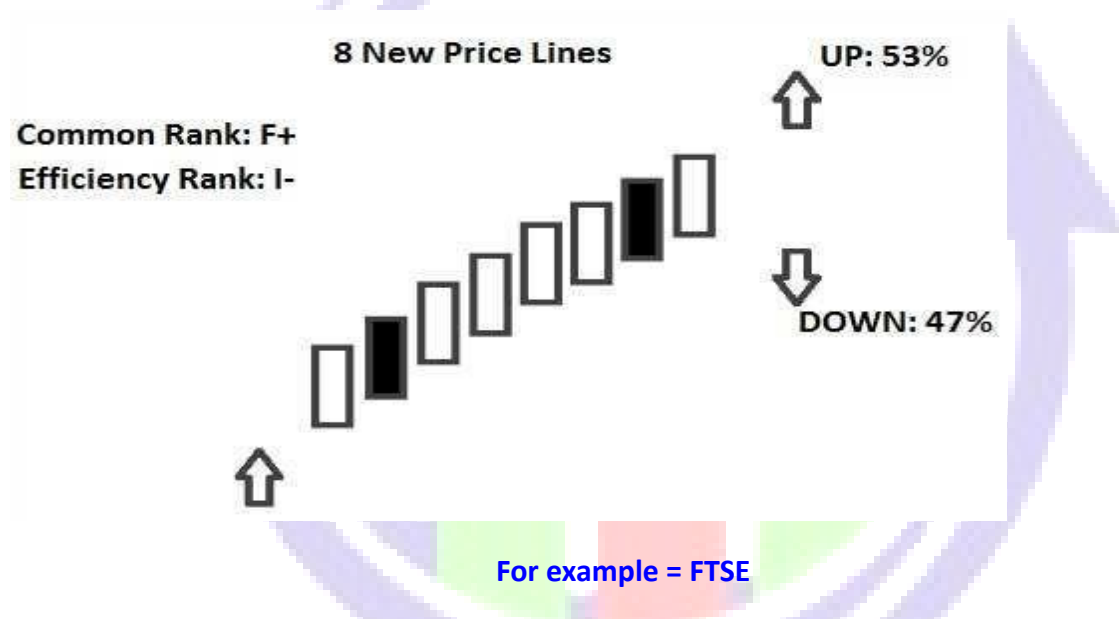 8 New Price Lines
UP: 53%
Common Rank: F+
Efficiency Rank: I-
DOWN: 47%
For example = FTSE